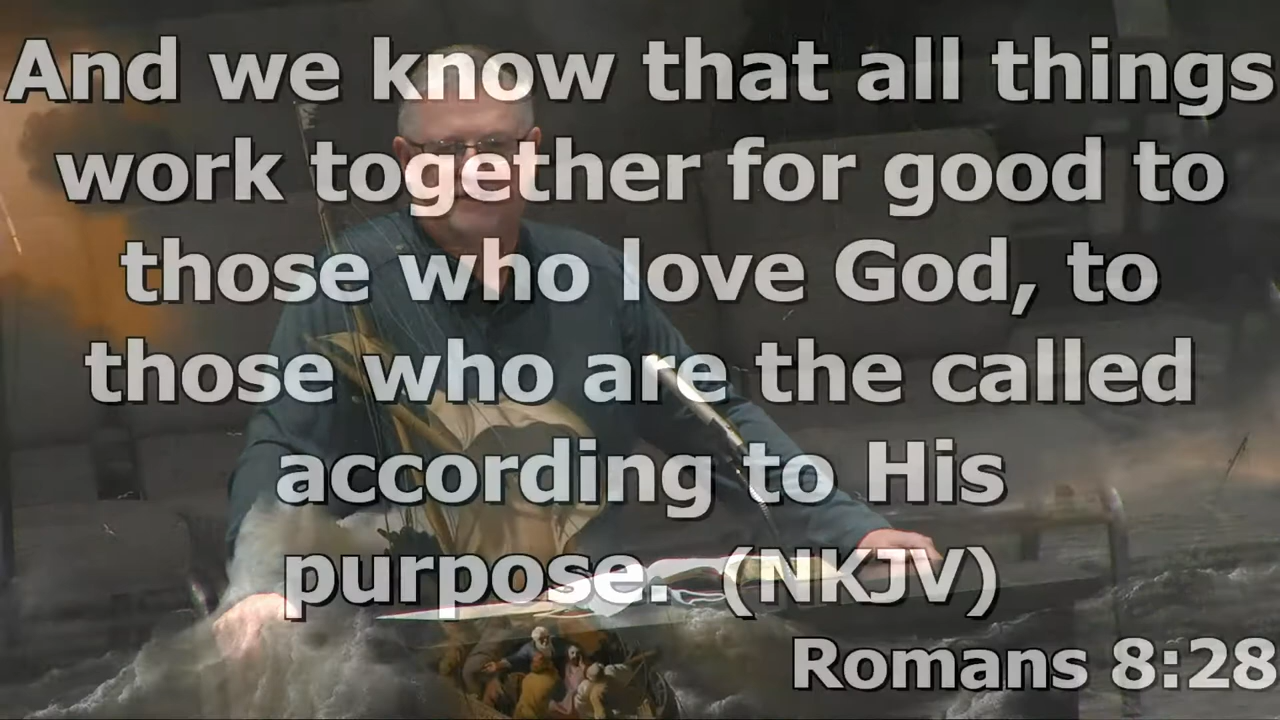 And we know that all things
work together for good to
those who love God, to
those who are the called
according to His
purpose. (NKJV)
Romans 8:28